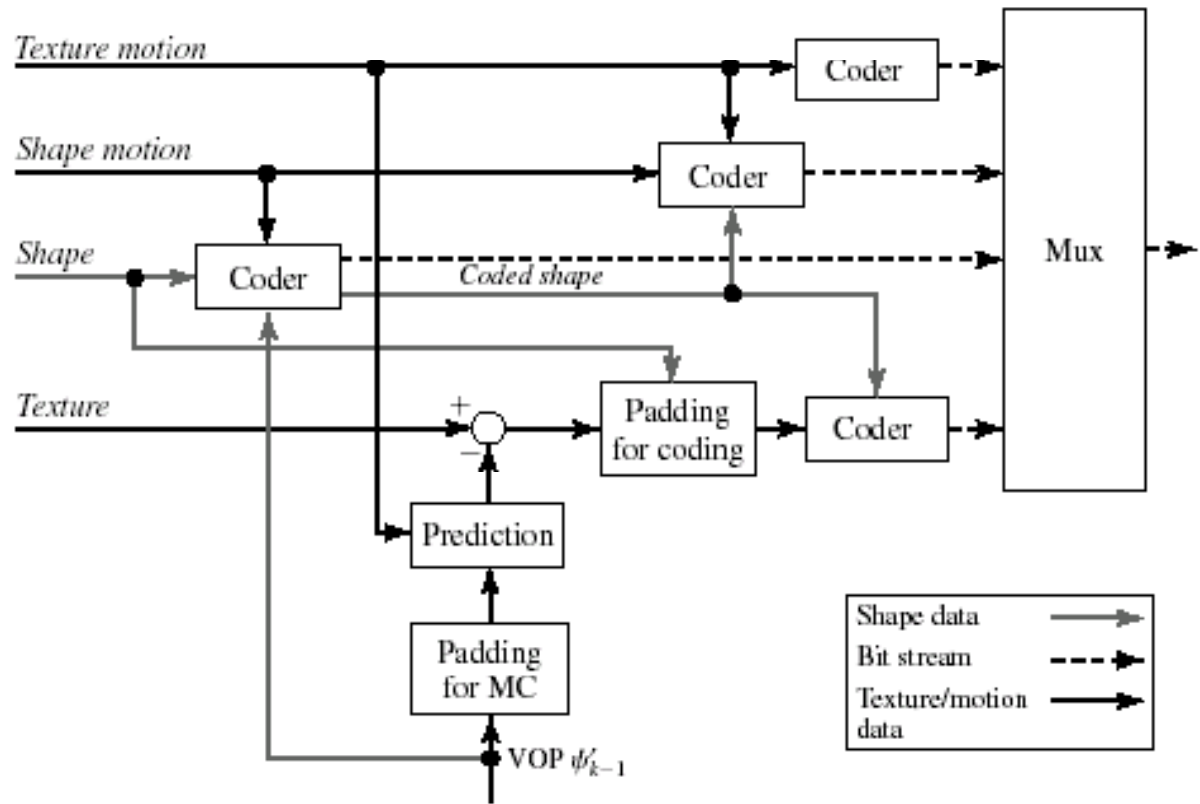 Texture motion
Coder
Shape motion
Coder
Shape
Coder
Coded shape
Mux
Texture
+
−
Padding
for coding
Coder
Prediction
Padding
for MC
VOP ψ′ₖ₋₁
Shape data
Bit stream
Texture/motion
data